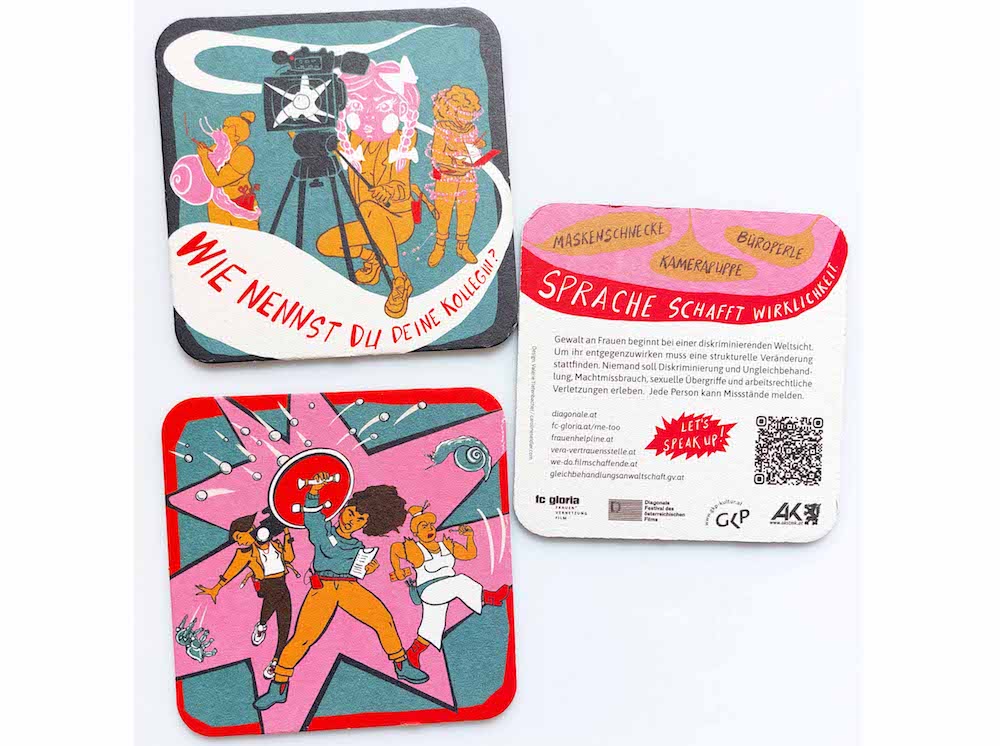 WIE NENNST DU DEINE KOLLEGIN?
MASKENSCHNECKE
KAMERAPUPPE
BÜROPERLE
SPRACHE SCHAFFT WIRKLICHKEIT
Gewalt an Frauen beginnt bei einer diskriminierenden Weltsicht.
Um ihr entgegenzuwirken muss eine strukturelle Veränderung
stattfinden. Niemand soll Diskriminierung und Ungleichbehand-
lung, Machtmissbrauch, sexuelle Übergriffe und arbeitsrechtliche
Verletzungen erleben. Jede Person kann Missstände melden.
diagonale.at
fc-gloria.at/me-too
frauenhelpline.at
vera-vertrauensstelle.at
we-do.filmschaffende.at
gleichbehandlungsanwaltschaft.gv.at
LET'S
SPEAK UP!
fc gloria
FRAUEN*
VERNETZUNG
FILM
D
Diagonale
Festival des
österreichischen
Films
GKP
AK